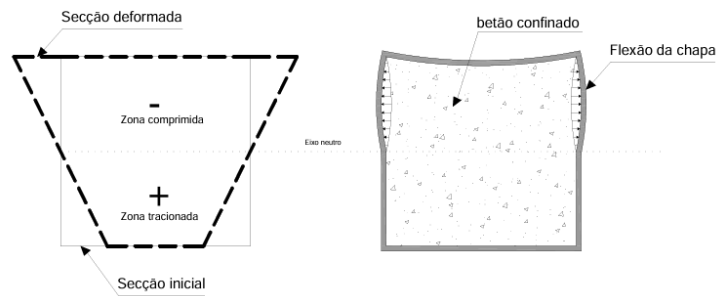 Secção deformada
betão confinado
Flexão da chapa
-
Zona comprimida
Eixo neutro
+
Zona tracionada
Secção inicial